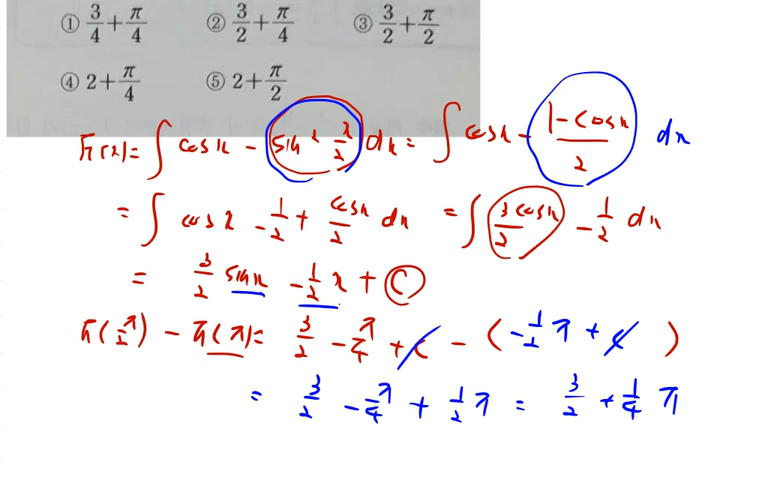 ① 3/4 + π/4 ② 3/2 + π/4 ③ 3/2 + π/2
④ 2 + π/4 ⑤ 2 + π/2
F(x) = ∫ cos x - sin² x/2 dx = ∫ cos x - (1 - cos x)/2 dx
= ∫ cos x - 1/2 + cos x/2 dx = ∫ 3/2 cos x - 1/2 dx
= 3/2 sin x - 1/2 x + C
F(π/2) - F(π) = 3/2 - π/4 + C - (-1/2 π + C)
= 3/2 - π/4 + 1/2 π = 3/2 + 1/4 π